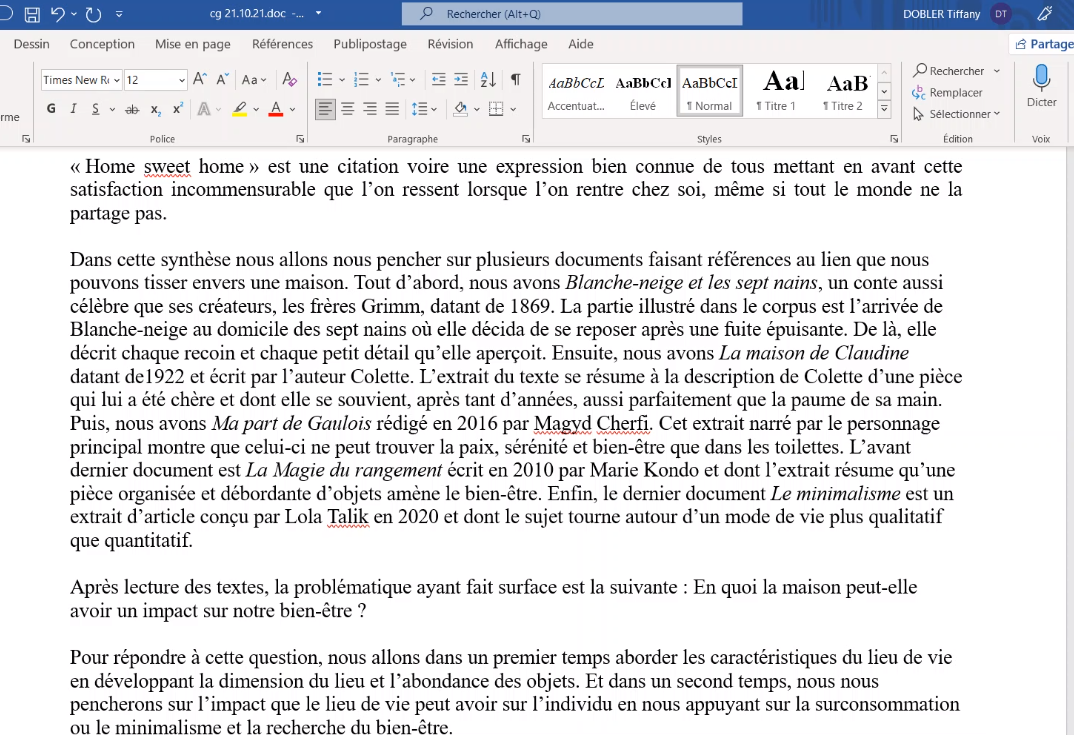 cg 21.10.21.doc -...
Rechercher (Alt+Q)
DOBLER Tiffany DT
Dessin Conception Mise en page Références Publipostage Révision Affichage Aide Partage
Times New R 12 Aa
AaBbCcL AaBbCcI AaBbCcI AaI AaB
Rechercher
Remplacer
Sélectionner
Dicter
rme G I S ab x₂ x² A A
Accentuat... Élevé ¶ Normal ¶ Titre 1 ¶ Titre 2
Police Paragraphe Styles Édition Voix
« Home sweet home » est une citation voire une expression bien connue de tous mettant en avant cette
satisfaction incommensurable que l’on ressent lorsque l’on rentre chez soi, même si tout le monde ne la
partage pas.
Dans cette synthèse nous allons nous pencher sur plusieurs documents faisant références au lien que nous
pouvons tisser envers une maison. Tout d’abord, nous avons Blanche-neige et les sept nains, un conte aussi
célèbre que ses créateurs, les frères Grimm, datant de 1869. La partie illustré dans le corpus est l’arrivée de
Blanche-neige au domicile des sept nains où elle décida de se reposer après une fuite épuisante. De là, elle
décrit chaque recoin et chaque petit détail qu’elle aperçoit. Ensuite, nous avons La maison de Claudine
datant de1922 et écrit par l’auteur Colette. L’extrait du texte se résume à la description de Colette d’une pièce
qui lui a été chère et dont elle se souvient, après tant d’années, aussi parfaitement que la paume de sa main.
Puis, nous avons Ma part de Gaulois rédigé en 2016 par Magyd Cherfi. Cet extrait narré par le personnage
principal montre que celui-ci ne peut trouver la paix, sérénité et bien-être que dans les toilettes. L’avant
dernier document est La Magie du rangement écrit en 2010 par Marie Kondo et dont l’extrait résume qu’une
pièce organisée et débordante d’objets amène le bien-être. Enfin, le dernier document Le minimalisme est un
extrait d’article conçu par Lola Talik en 2020 et dont le sujet tourne autour d’un mode de vie plus qualitatif
que quantitatif.
Après lecture des textes, la problématique ayant fait surface est la suivante : En quoi la maison peut-elle
avoir un impact sur notre bien-être ?
Pour répondre à cette question, nous allons dans un premier temps aborder les caractéristiques du lieu de vie
en développant la dimension du lieu et l’abondance des objets. Et dans un second temps, nous nous
pencherons sur l’impact que le lieu de vie peut avoir sur l’individu en nous appuyant sur la surconsommation
ou le minimalisme et la recherche du bien-être.